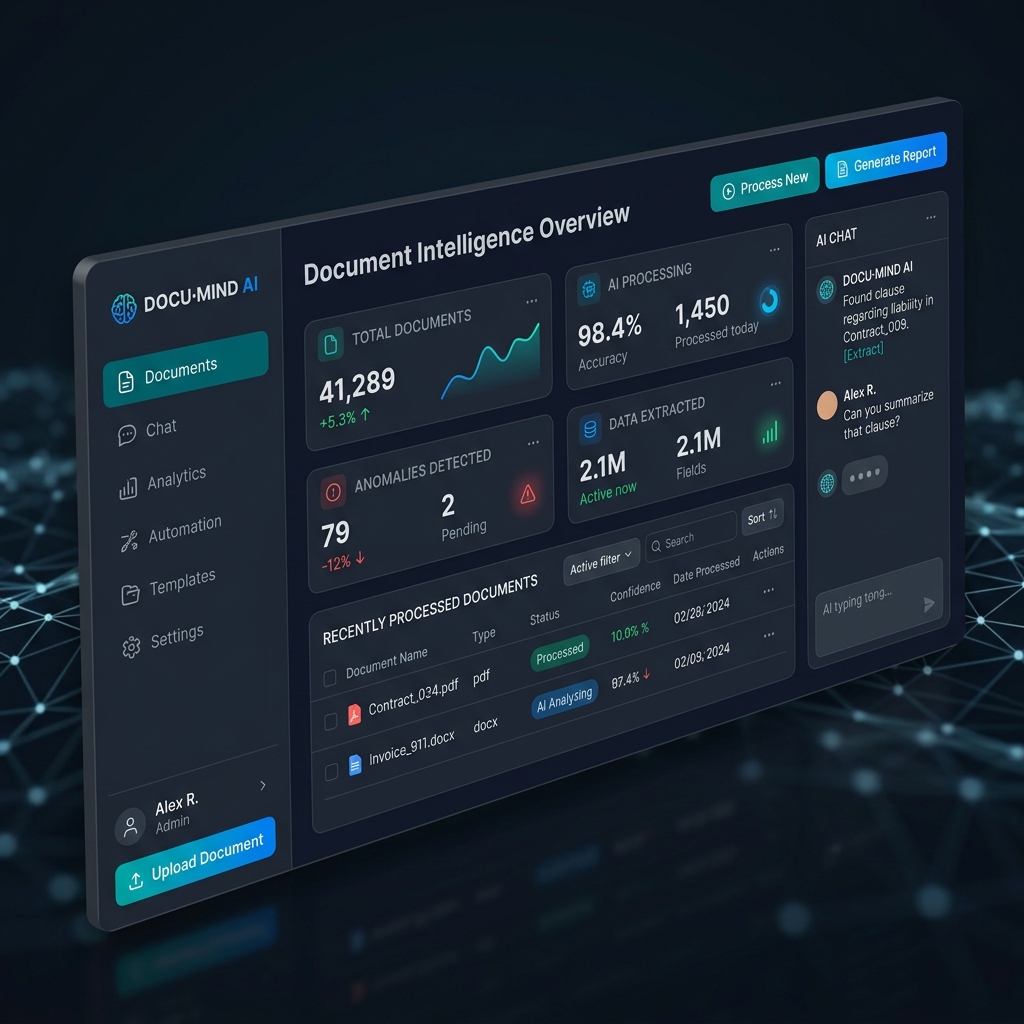 DOCU·MIND AI
Documents
Chat
Analytics
Automation
Templates
Settings
Alex R.
Admin
Upload Document
Document Intelligence Overview
Process New
Generate Report
TOTAL DOCUMENTS
41,289
+5.3% ↑
AI PROCESSING
98.4%
Accuracy
1,450
Processed today
ANOMALIES DETECTED
79
-12% ↓
2
Pending
DATA EXTRACTED
2.1M
Active now
2.1M
Fields
RECENTLY PROCESSED DOCUMENTS
Active filter
Search
Sort ↑↓
Document Name Type Status Confidence Date Processed Actions
Contract_034.pdf pdf Processed 10.0% % 02/28/2024
Invoice_911.docx docx AI Analysing 97.4% ↓ 02/09/2024
AI CHAT
DOCU·MIND AI
Found clause
regarding liability in
Contract_009.
[Extract]
Alex R.
Can you summarize
that clause?
AI typing